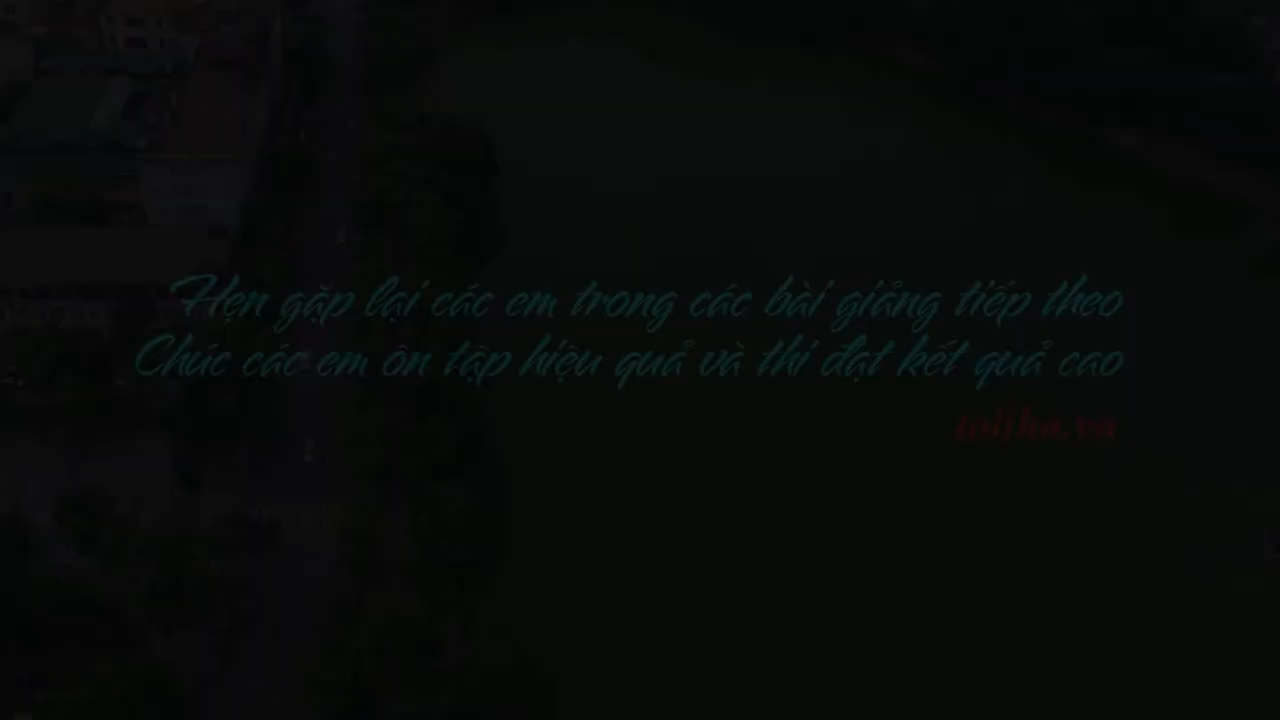 Hẹn gặp lại các em trong các bài giảng tiếp theo
Chúc các em ôn tập hiệu quả và thi đạt kết quả cao